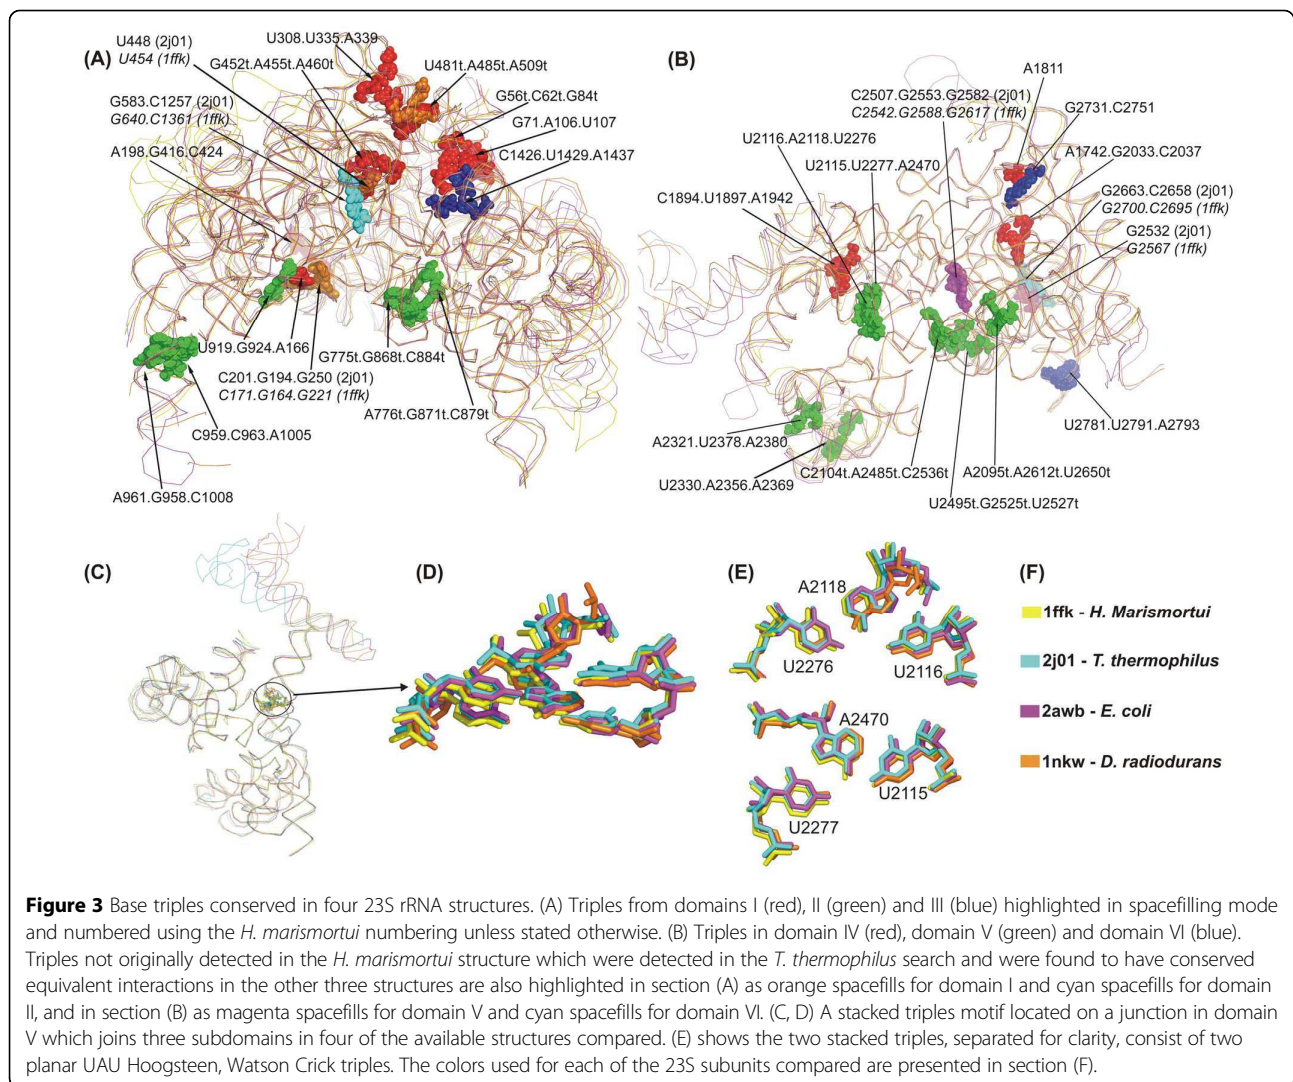 (A)
U448 (2j01)
U454 (1ffk)
U308.U335.A339
G452t.A455t.A460t
U481t.A485t.A509t
G583.C1257 (2j01)
G640.C1361 (1ffk)
G56t.C62t.G84t
G71.A106.U107
A198.G416.C424
C1426.U1429.A1437
U919.G924.A166
G775t.G868t.C884t
C201.G194.G250 (2j01)
C171.G164.G221 (1ffk)
A776t.G871t.C879t
C959.C963.A1005
A961.G958.C1008
(B)
A1811
C2507.G2553.G2582 (2j01)
C2542.G2588.G2617 (1ffk)
G2731.C2751
U2116.A2118.U2276
A1742.G2033.C2037
U2115.U2277.A2470
G2663.C2658 (2j01)
G2700.C2695 (1ffk)
C1894.U1897.A1942
G2532 (2j01)
G2567 (1ffk)
U2781.U2791.A2793
A2321.U2378.A2380
C2104t.A2485t.C2536t
A2095t.A2612t.U2650t
U2330.A2356.A2369
U2495t.G2525t.U2527t
(C)
(D)
(E)
A2118
U2276
U2116
A2470
U2115
U2277
(F)
1ffk - H. Marismortui
2j01 - T. thermophilus
2awb - E. coli
1nkw - D. radiodurans
Figure 3 Base triples conserved in four 23S rRNA structures. (A) Triples from domains I (red), II (green) and III (blue) highlighted in spacefilling mode
and numbered using the H. marismortui numbering unless stated otherwise. (B) Triples in domain IV (red), domain V (green) and domain VI (blue).
Triples not originally detected in the H. marismortui structure which were detected in the T. thermophilus search and were found to have conserved
equivalent interactions in the other three structures are also highlighted in section (A) as orange spacefills for domain I and cyan spacefills for domain
II, and in section (B) as magenta spacefills for domain V and cyan spacefills for domain VI. (C, D) A stacked triples motif located on a junction in domain
V which joins three subdomains in four of the available structures compared. (E) shows the two stacked triples, separated for clarity, consist of two
planar UAU Hoogsteen, Watson Crick triples. The colors used for each of the 23S subunits compared are presented in section (F).